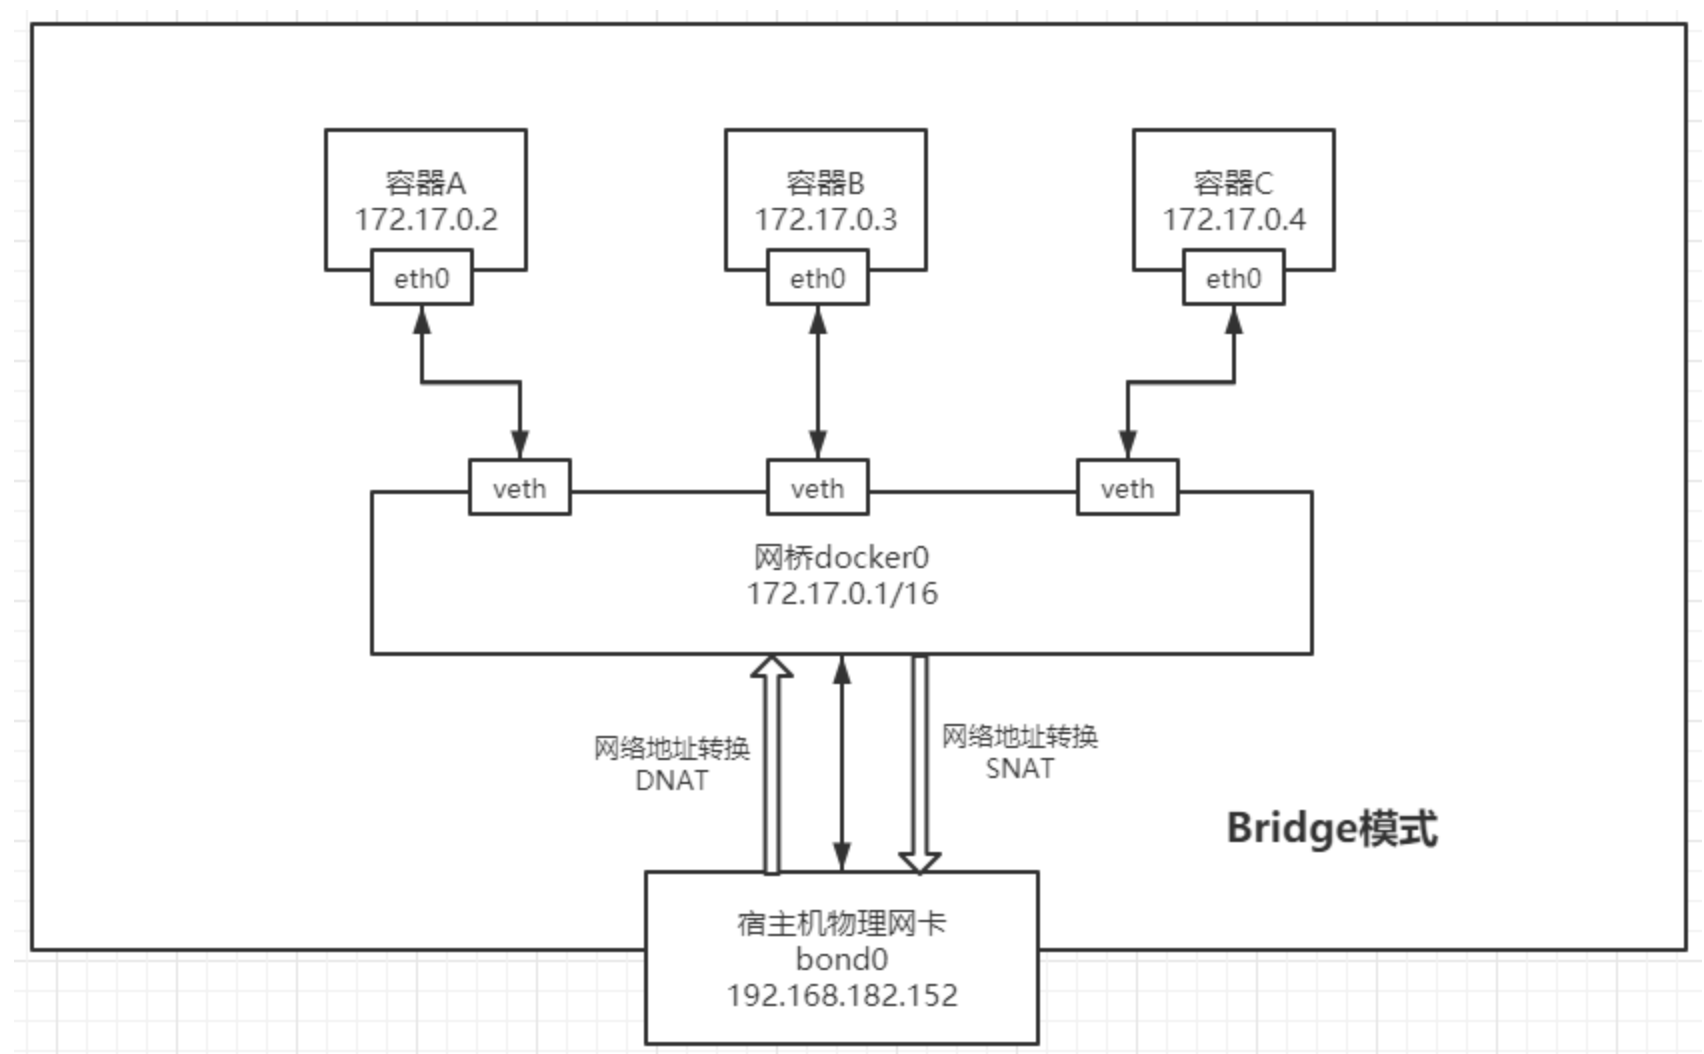 容器A
172.17.0.2
eth0
容器B
172.17.0.3
eth0
容器C
172.17.0.4
eth0
veth
veth
veth
网桥docker0
172.17.0.1/16
网络地址转换
DNAT
网络地址转换
SNAT
Bridge模式
宿主机物理网卡
bond0
192.168.182.152